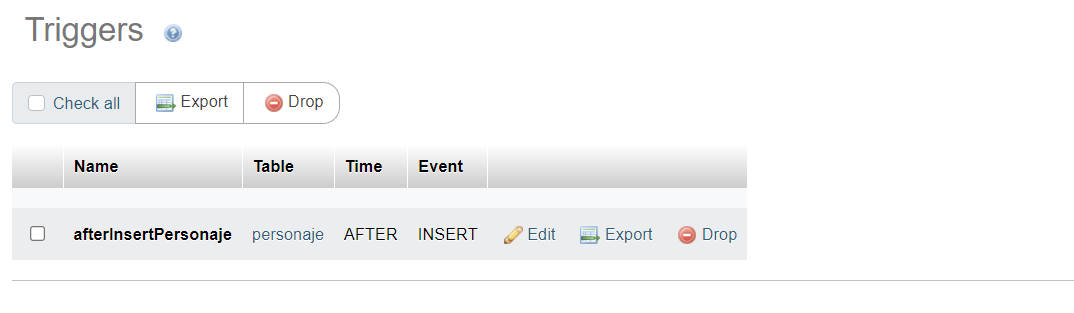 Triggers
Check all Export Drop
Name Table Time Event
afterInsertPersonaje personaje AFTER INSERT Edit Export Drop